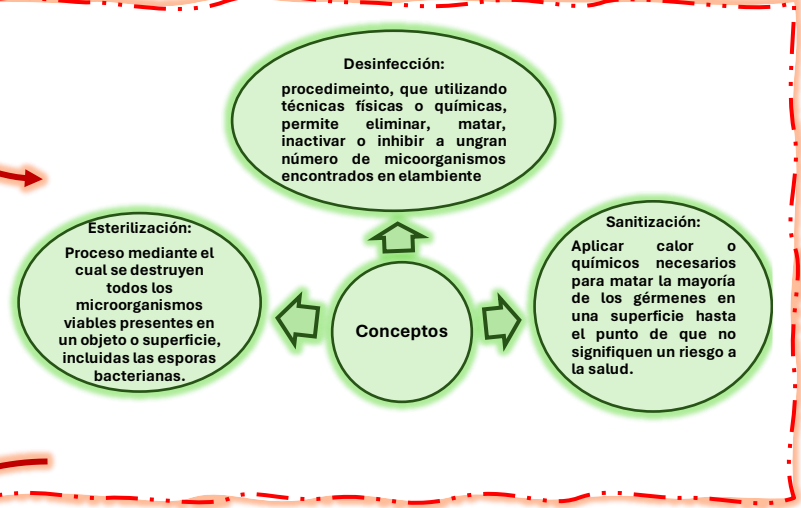 Desinfección:
procedimeinto, que utilizando
técnicas físicas o químicas,
permite eliminar, matar,
inactivar o inhibir a ungran
número de micoorganismos
encontrados en elambiente
Esterilización:
Proceso mediante el
cual se destruyen
todos los
microorganismos
viables presentes en
un objeto o superficie,
incluidas las esporas
bacterianas.
Conceptos
Sanitización:
Aplicar calor o
químicos necesarios
para matar la mayoría
de los gérmenes en
una superficie hasta
el punto de que no
signifiquen un riesgo a
la salud.